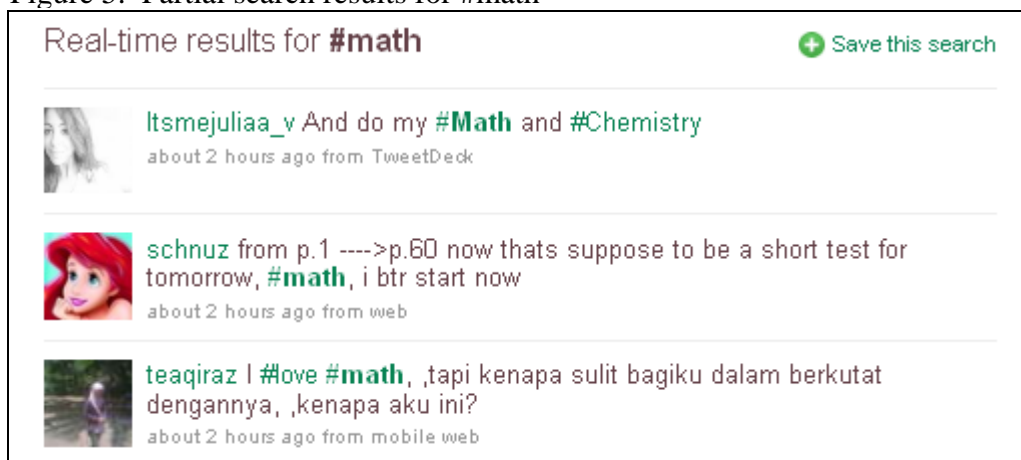 Figure 3. Partial search results for #math
Real-time results for #math
Save this search
Itsmejuliaa_v And do my #Math and #Chemistry
about 2 hours ago from TweetDeck
schnuz from p.1 ---->p.60 now thats suppose to be a short test for
tomorrow, #math, i btr start now
about 2 hours ago from web
teaqiraz I #love #math, ,tapi kenapa sulit bagiku dalam berkutat
dengannya, ,kenapa aku ini?
about 2 hours ago from mobile web